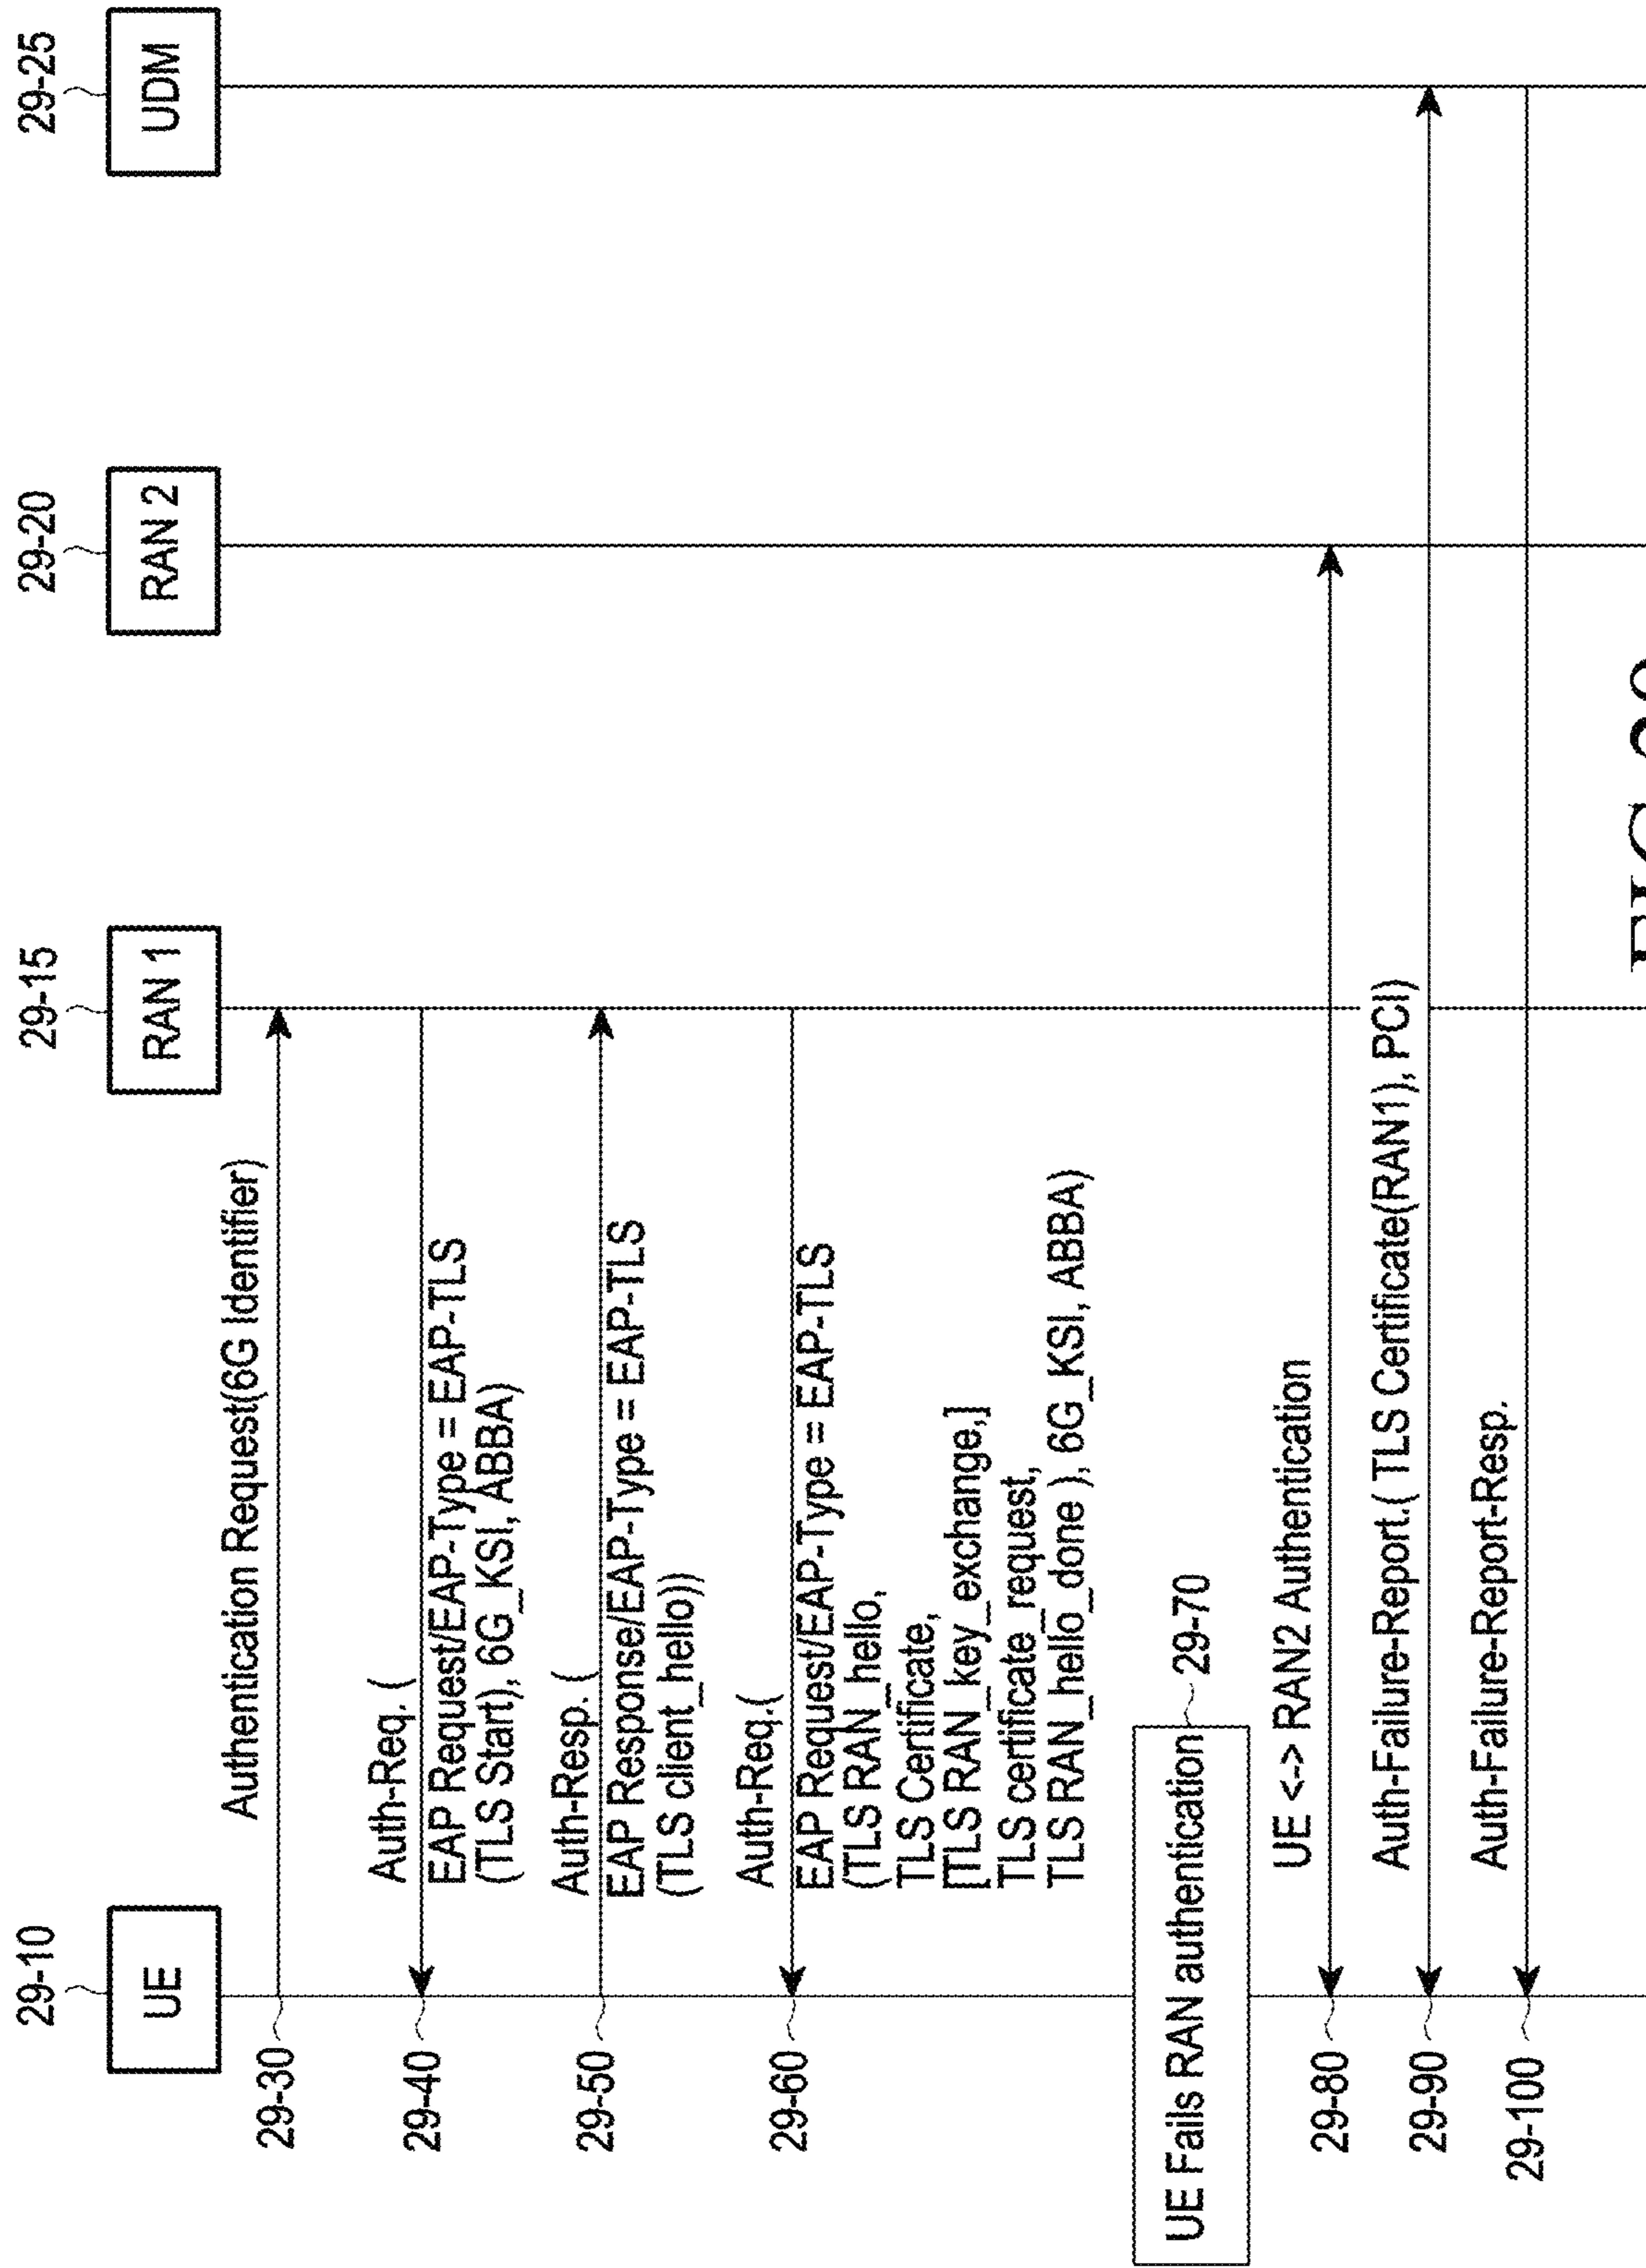 29-10
29-15
29-20
29-25
UE
RAN 1
RAN 2
UDM
29-30
Authentication Request(6G Identifier)
29-40
Auth-Req. (
EAP Request/EAP-Type = EAP-TLS
(TLS Start), 6G_KSI, ABBA)
29-50
Auth-Resp. (
EAP Response/EAP-Type = EAP-TLS
(TLS client_hello))
29-60
Auth-Req.(
EAP Request/EAP-Type = EAP-TLS
(TLS RAN_hello,
TLS Certificate,
[TLS RAN_key_exchange,]
TLS certificate_request,
TLS RAN_hello_done ), 6G_KSI, ABBA)
UE Fails RAN authentication
29-70
29-80
UE <-> RAN2 Authentication
29-90
Auth-Failure-Report.( TLS Certificate(RAN1), PCI)
29-100
Auth-Failure-Report-Resp.